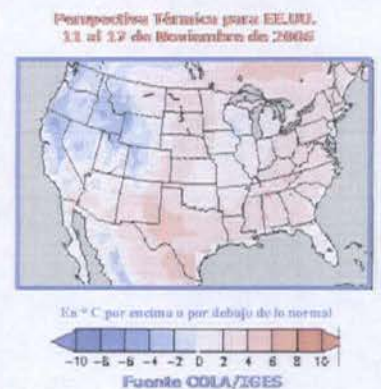 Perspectiva Térmica para EE.UU.
11 al 17 de Noviembre de 2006
En ° C por encima o por debajo de lo normal
-10 -8 -6 -4 -2 0 2 4 6 8 10
Fuente COLA/IGES